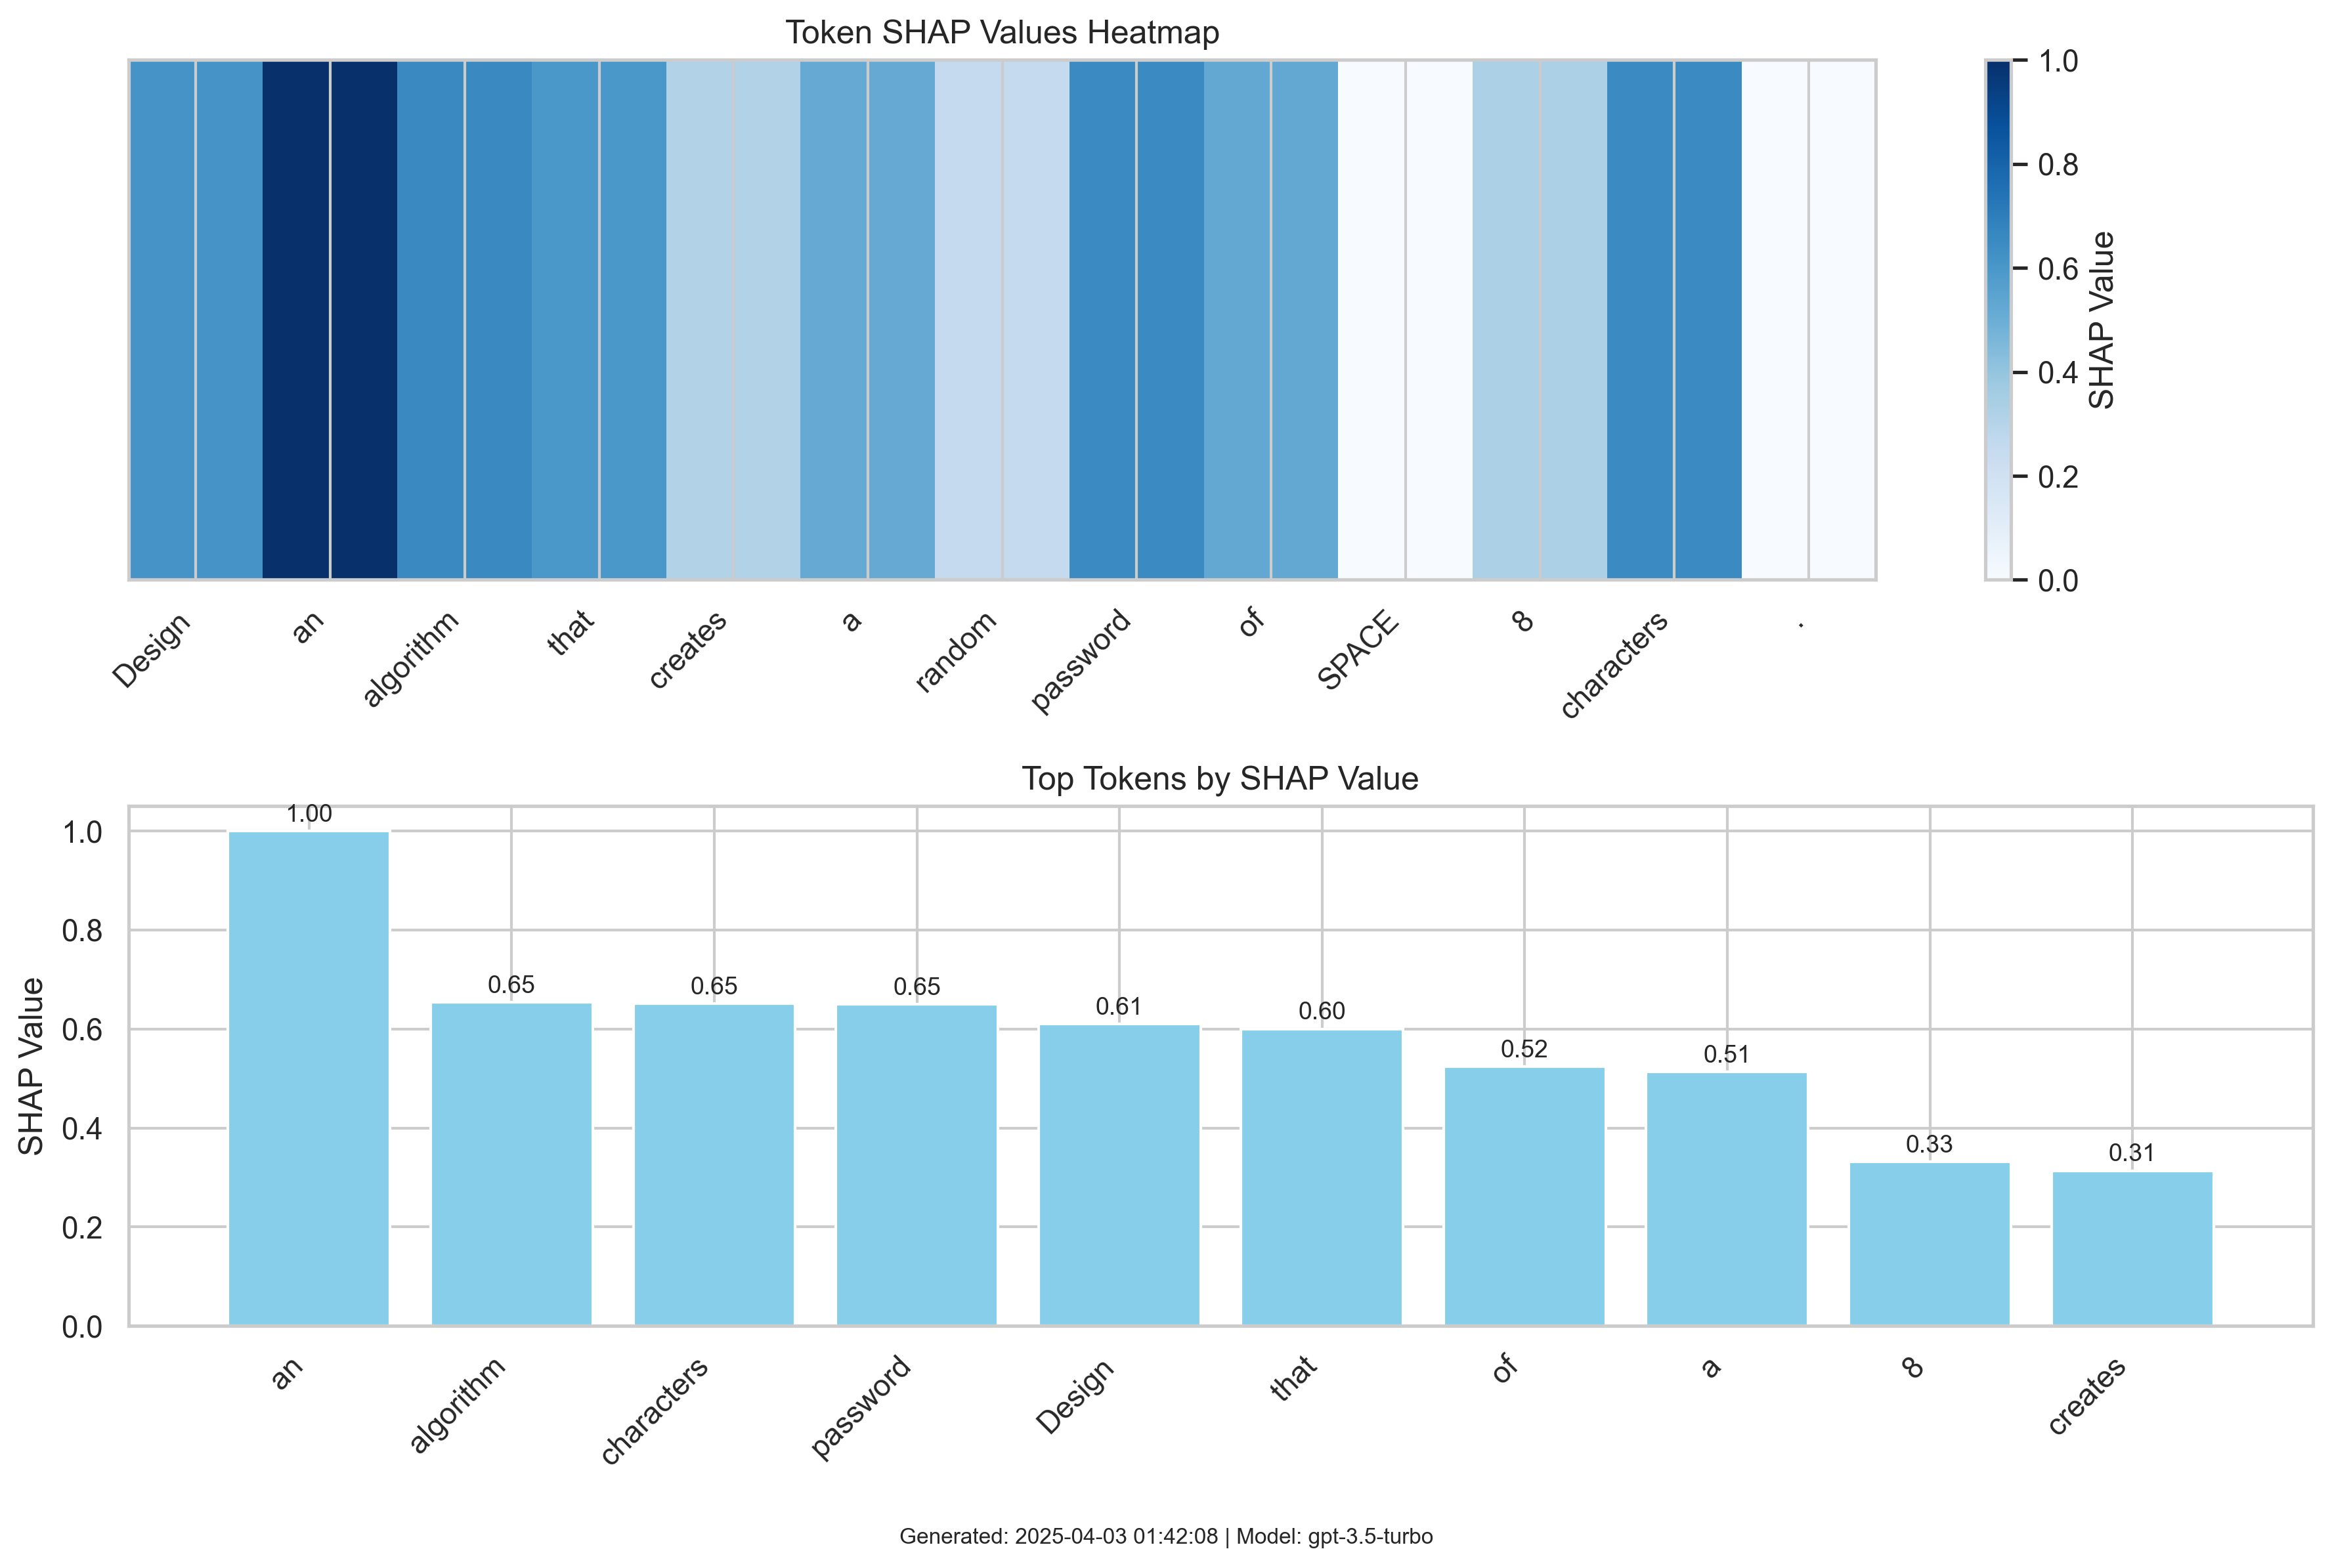 Token SHAP Values Heatmap
1.0
0.8
0.6
0.4
0.2
0.0
SHAP Value
Design an algorithm that creates a random password of SPACE 8 characters .
Top Tokens by SHAP Value
SHAP Value
1.0
0.8
0.6
0.4
0.2
0.0
1.00 0.65 0.65 0.65 0.61 0.60 0.52 0.51 0.33 0.31
an algorithm characters password Design that of a 8 creates
Generated: 2025-04-03 01:42:08 | Model: gpt-3.5-turbo